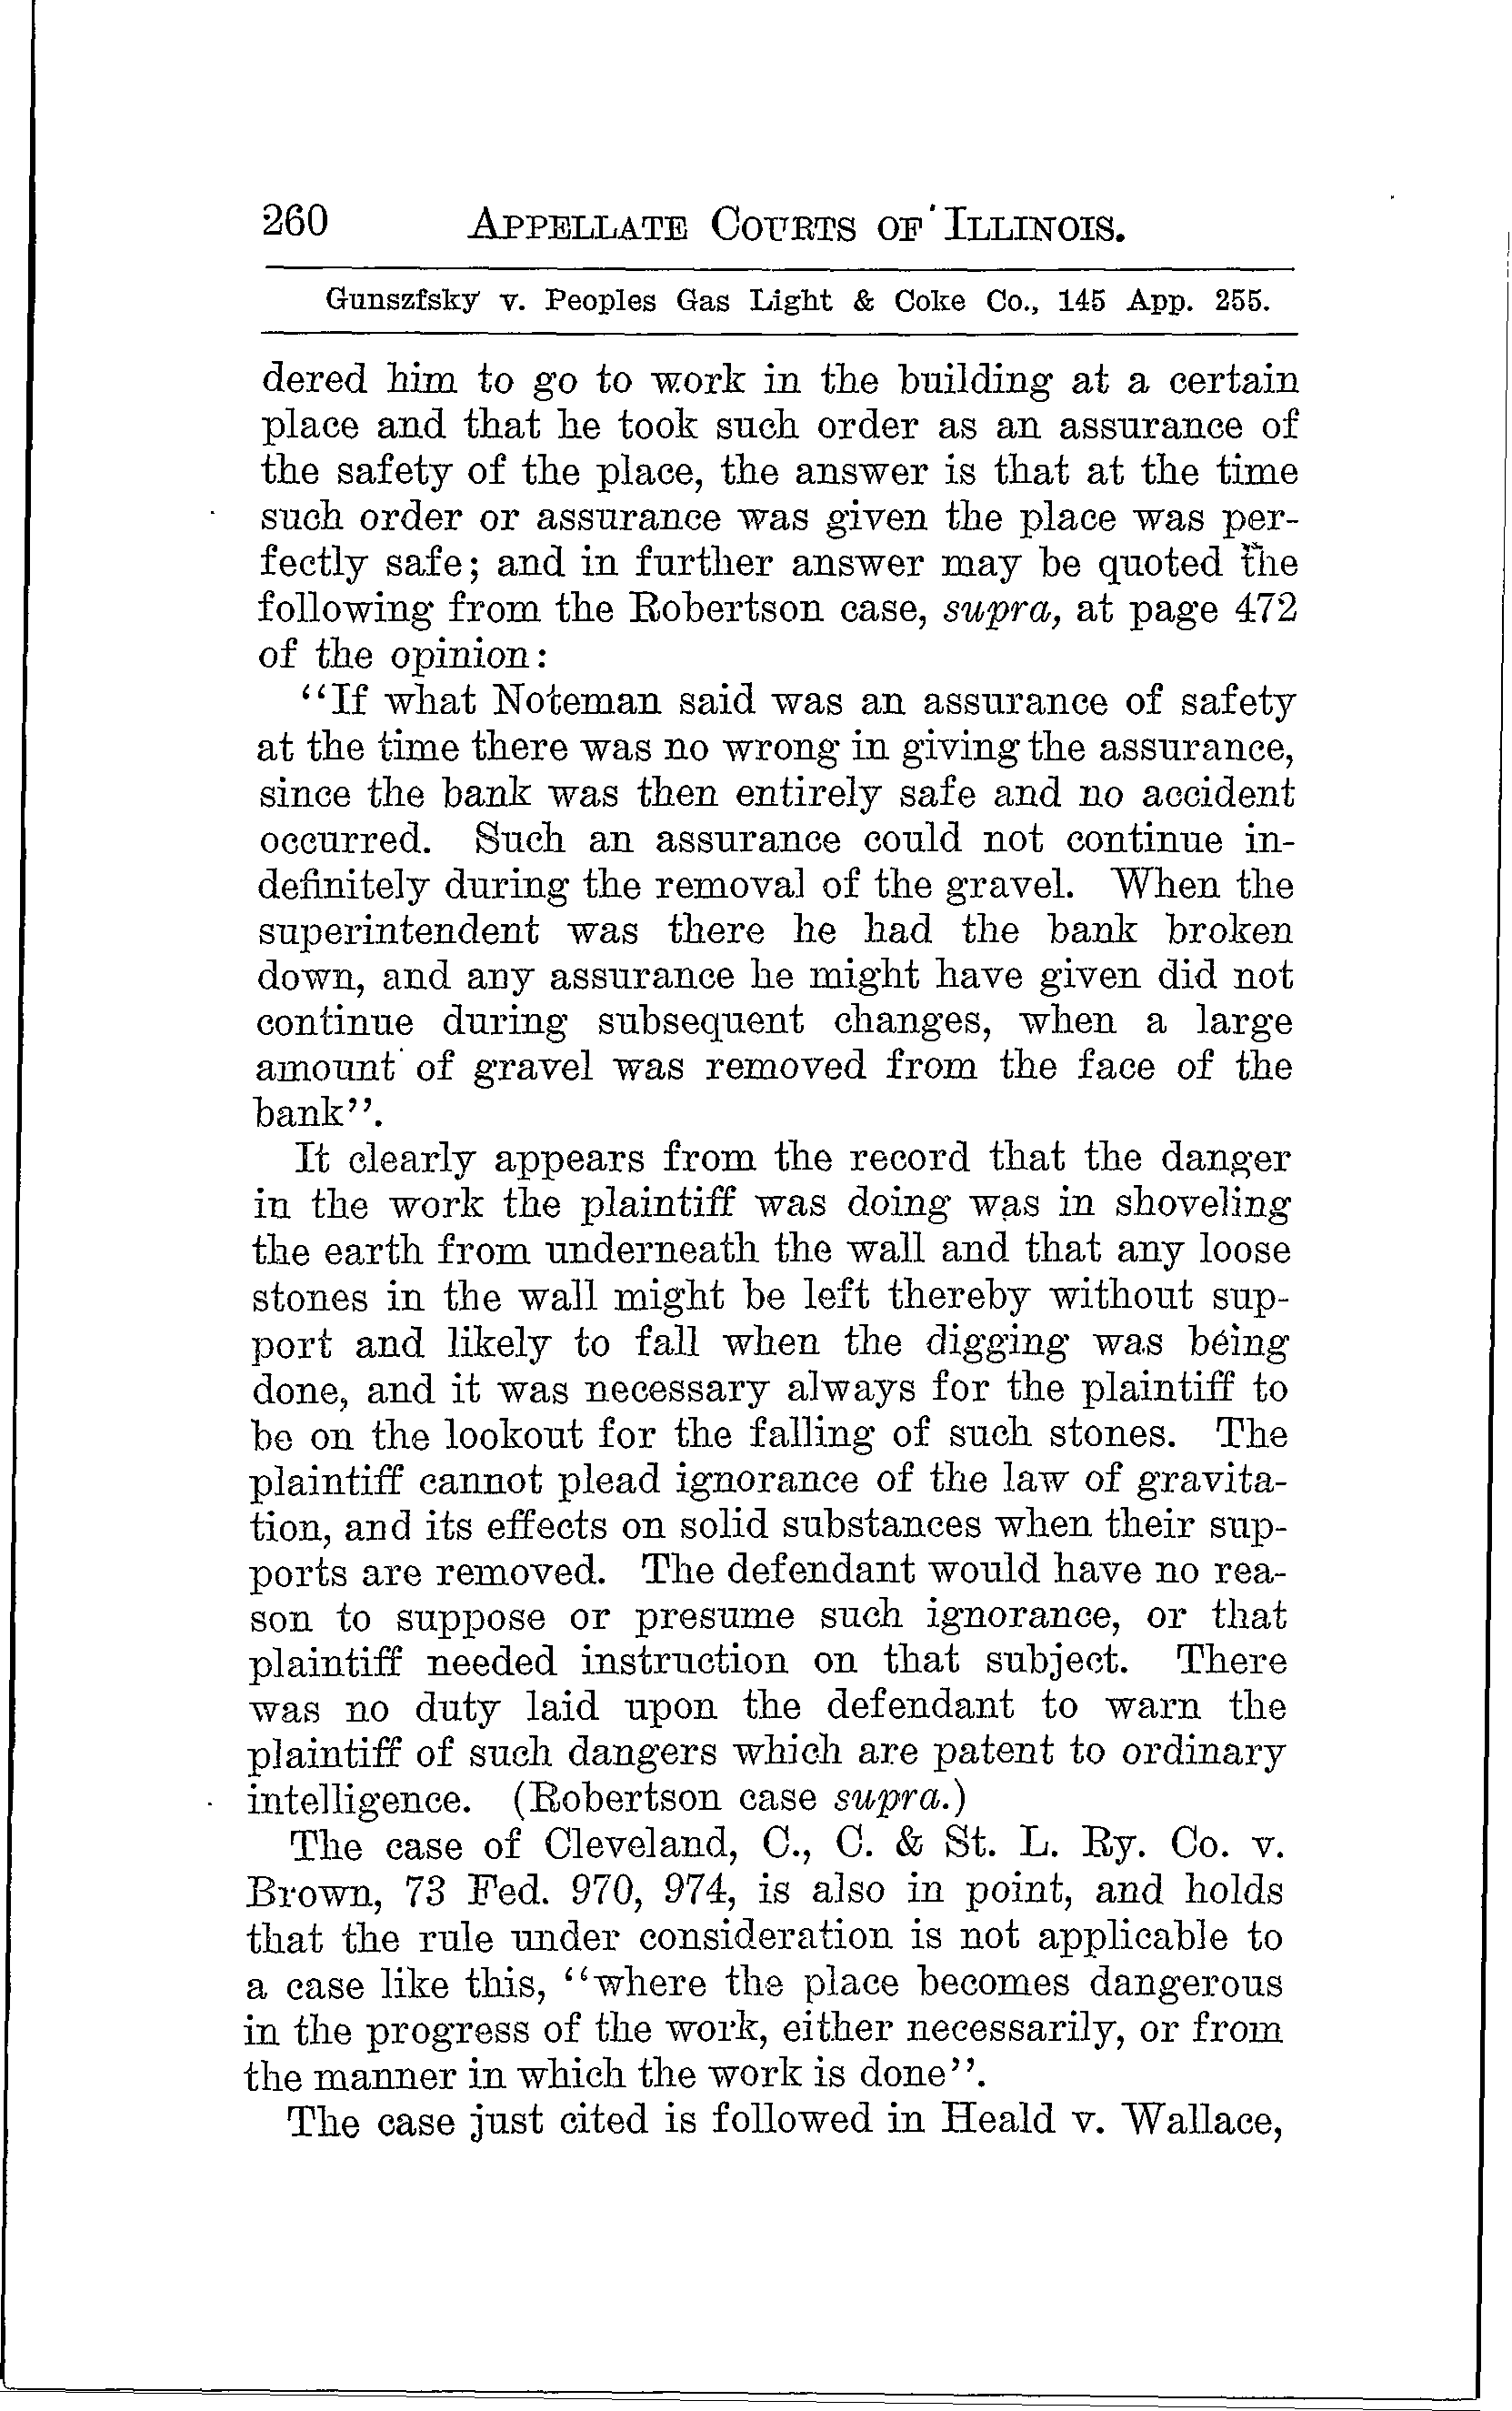 260 APPELLATE COURTS OF ILLINOIS.
Gunszfsky v. Peoples Gas Light & Coke Co., 145 App. 255.
dered him to go to work in the building at a certain
place and that he took such order as an assurance of
the safety of the place, the answer is that at the time
such order or assurance was given the place was per-
fectly safe; and in further answer may be quoted the
following from the Robertson case, supra, at page 472
of the opinion:
"If what Noteman said was an assurance of safety
at the time there was no wrong in giving the assurance,
since the bank was then entirely safe and no accident
occurred. Such an assurance could not continue in-
definitely during the removal of the gravel. When the
superintendent was there he had the bank broken
down, and any assurance he might have given did not
continue during subsequent changes, when a large
amount of gravel was removed from the face of the
bank".
It clearly appears from the record that the danger
in the work the plaintiff was doing was in shoveling
the earth from underneath the wall and that any loose
stones in the wall might be left thereby without sup-
port and likely to fall when the digging was being
done, and it was necessary always for the plaintiff to
be on the lookout for the falling of such stones. The
plaintiff cannot plead ignorance of the law of gravita-
tion, and its effects on solid substances when their sup-
ports are removed. The defendant would have no rea-
son to suppose or presume such ignorance, or that
plaintiff needed instruction on that subject. There
was no duty laid upon the defendant to warn the
plaintiff of such dangers which are patent to ordinary
intelligence. (Robertson case supra.)
The case of Cleveland, C., C. & St. L. Ry. Co. v.
Brown, 73 Fed. 970, 974, is also in point, and holds
that the rule under consideration is not applicable to
a case like this, "where the place becomes dangerous
in the progress of the work, either necessarily, or from
the manner in which the work is done".
The case just cited is followed in Heald v. Wallace,